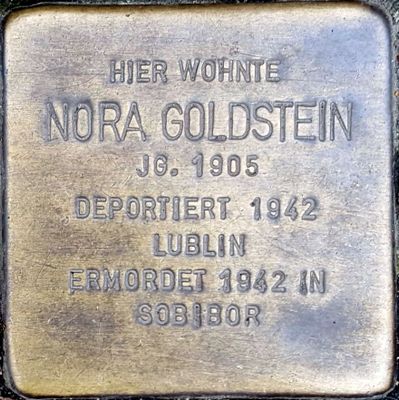 HIER WOHNTE
NORA GOLDSTEIN
JG. 1905
DEPORTIERT 1942
LUBLIN
ERMORDET 1942 IN
SOBIBOR